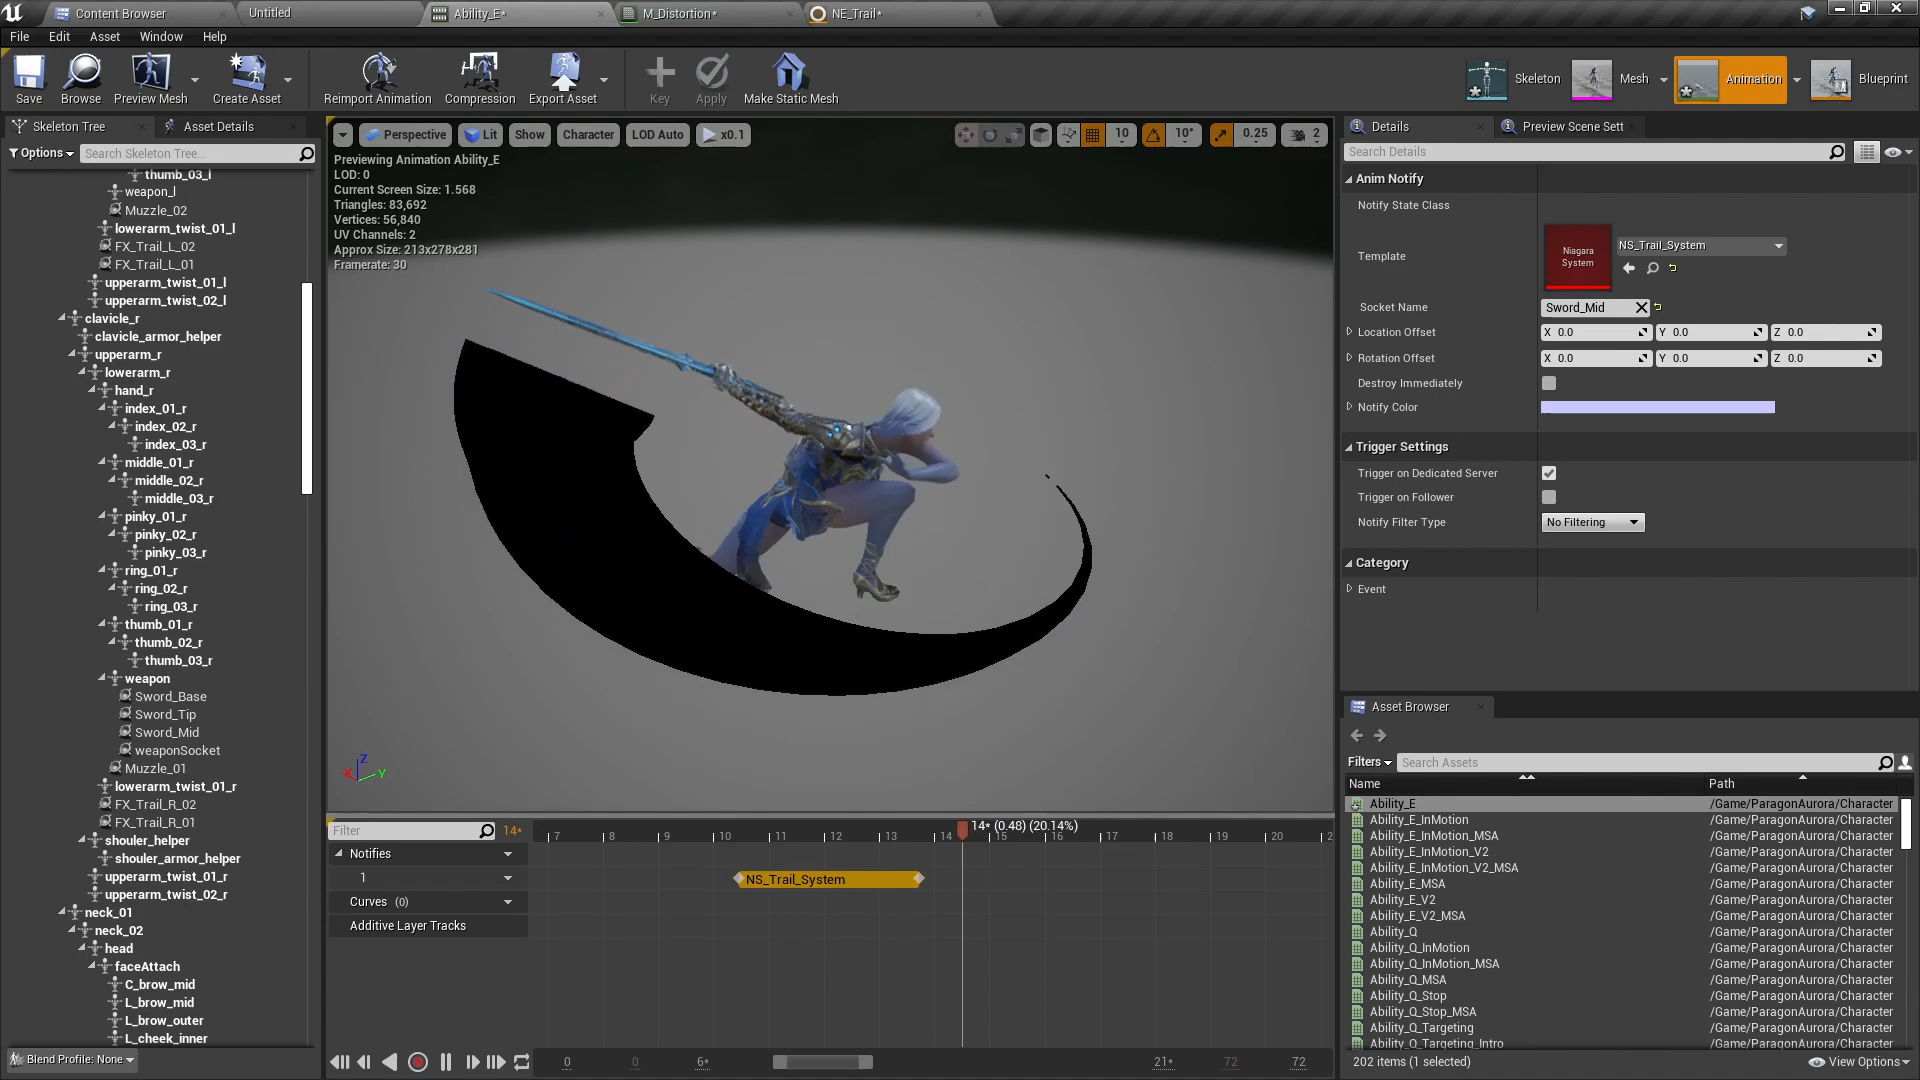 Content Browser
Untitled
Ability_E*
M_Distortion*
NE_Trail*
File Edit Asset Window Help
Save
Browse
Preview Mesh
Create Asset
Reimport Animation
Compression
Export Asset
Key
Apply
Make Static Mesh
Skeleton
Mesh
Animation
Blueprint
Skeleton Tree
Asset Details
Options
Search Skeleton Tree...
thumb_03_l
weapon_l
Muzzle_02
lowerarm_twist_01_l
FX_Trail_L_02
FX_Trail_L_01
upperarm_twist_01_l
upperarm_twist_02_l
clavicle_r
clavicle_armor_helper
upperarm_r
lowerarm_r
hand_r
index_01_r
index_02_r
index_03_r
middle_01_r
middle_02_r
middle_03_r
pinky_01_r
pinky_02_r
pinky_03_r
ring_01_r
ring_02_r
ring_03_r
thumb_01_r
thumb_02_r
thumb_03_r
weapon
Sword_Base
Sword_Tip
Sword_Mid
weaponSocket
Muzzle_01
lowerarm_twist_01_r
FX_Trail_R_02
FX_Trail_R_01
shouler_helper
shouler_armor_helper
upperarm_twist_01_r
upperarm_twist_02_r
neck_01
neck_02
head
faceAttach
C_brow_mid
L_brow_mid
L_brow_outer
L_cheek_inner
Blend Profile: None
Perspective Lit Show Character LOD Auto x0.1
10 10° 0.25 2
Previewing Animation Ability_E
LOD: 0
Current Screen Size: 1.568
Triangles: 83,692
Vertices: 56,840
UV Channels: 2
Approx Size: 213x278x281
Framerate: 30
X Z Y
Filter
14*
7 8 9 10 11 12 13 14 15 16 17 18 19 20 2
14* (0.48) (20.14%)
Notifies
1
NS_Trail_System
Curves (0)
Additive Layer Tracks
0 0 6* 21* 72 72
Details
Preview Scene Sett
Search Details
Anim Notify
Notify State Class
Template
Niagara
System
NS_Trail_System
Socket Name Sword_Mid
Location Offset X 0.0 Y 0.0 Z 0.0
Rotation Offset X 0.0 Y 0.0 Z 0.0
Destroy Immediately
Notify Color
Trigger Settings
Trigger on Dedicated Server
Trigger on Follower
Notify Filter Type No Filtering
Category
Event
Asset Browser
Filters Search Assets
Name Path
Ability_E /Game/ParagonAurora/Character
Ability_E_InMotion /Game/ParagonAurora/Character
Ability_E_InMotion_MSA /Game/ParagonAurora/Character
Ability_E_InMotion_V2 /Game/ParagonAurora/Character
Ability_E_InMotion_V2_MSA /Game/ParagonAurora/Character
Ability_E_MSA /Game/ParagonAurora/Character
Ability_E_V2 /Game/ParagonAurora/Character
Ability_E_V2_MSA /Game/ParagonAurora/Character
Ability_Q /Game/ParagonAurora/Character
Ability_Q_InMotion /Game/ParagonAurora/Character
Ability_Q_InMotion_MSA /Game/ParagonAurora/Character
Ability_Q_MSA /Game/ParagonAurora/Character
Ability_Q_Stop /Game/ParagonAurora/Character
Ability_Q_Stop_MSA /Game/ParagonAurora/Character
Ability_Q_Targeting /Game/ParagonAurora/Character
Ability_Q_Targeting_Intro /Game/ParagonAurora/Character
202 items (1 selected)
View Options